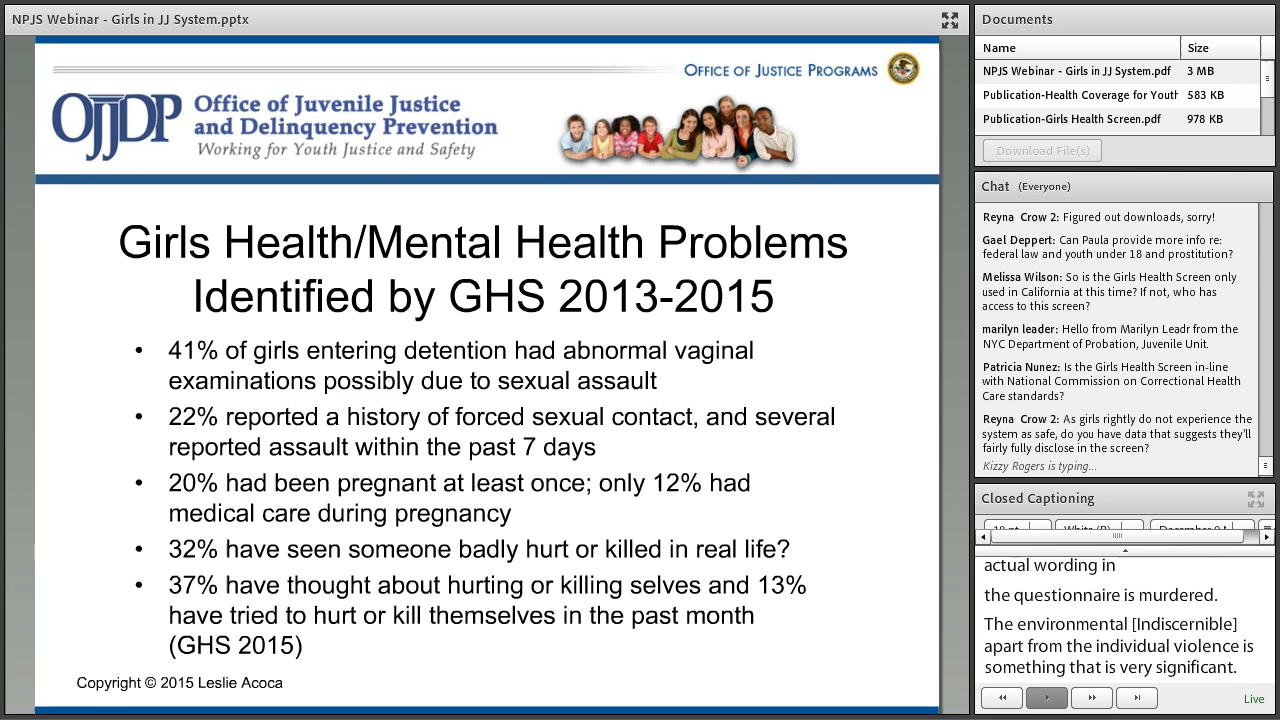 NPJS Webinar - Girls in JJ System.pptx
OFFICE OF JUSTICE PROGRAMS
OJJDP
Office of Juvenile Justice
and Delinquency Prevention
Working for Youth Justice and Safety
Girls Health/Mental Health Problems
Identified by GHS 2013-2015
• 41% of girls entering detention had abnormal vaginal
examinations possibly due to sexual assault
• 22% reported a history of forced sexual contact, and several
reported assault within the past 7 days
• 20% had been pregnant at least once; only 12% had
medical care during pregnancy
• 32% have seen someone badly hurt or killed in real life?
• 37% have thought about hurting or killing selves and 13%
have tried to hurt or kill themselves in the past month
(GHS 2015)
Copyright © 2015 Leslie Acoca
Documents
Name Size
NPJS Webinar - Girls in JJ System.pdf 3 MB
Publication-Health Coverage for Youth 583 KB
Publication-Girls Health Screen.pdf 978 KB
Download File(s)
Chat (Everyone)
Reyna Crow 2: Figured out downloads, sorry!
Gael Deppert: Can Paula provide more info re:
federal law and youth under 18 and prostitution?
Melissa Wilson: So is the Girls Health Screen only
used in California at this time? If not, who has
access to this screen?
marilyn leader: Hello from Marilyn Leadr from the
NYC Department of Probation, Juvenile Unit.
Patricia Nunez: Is the Girls Health Screen in-line
with National Commission on Correctional Health
Care standards?
Reyna Crow 2: As girls rightly do not experience the
system as safe, do you have data that suggests they'll
fairly fully disclose in the screen?
Kizzy Rogers is typing...
Closed Captioning
actual wording in
the questionnaire is murdered.
The environmental [Indiscernible]
apart from the individual violence is
something that is very significant.
Live